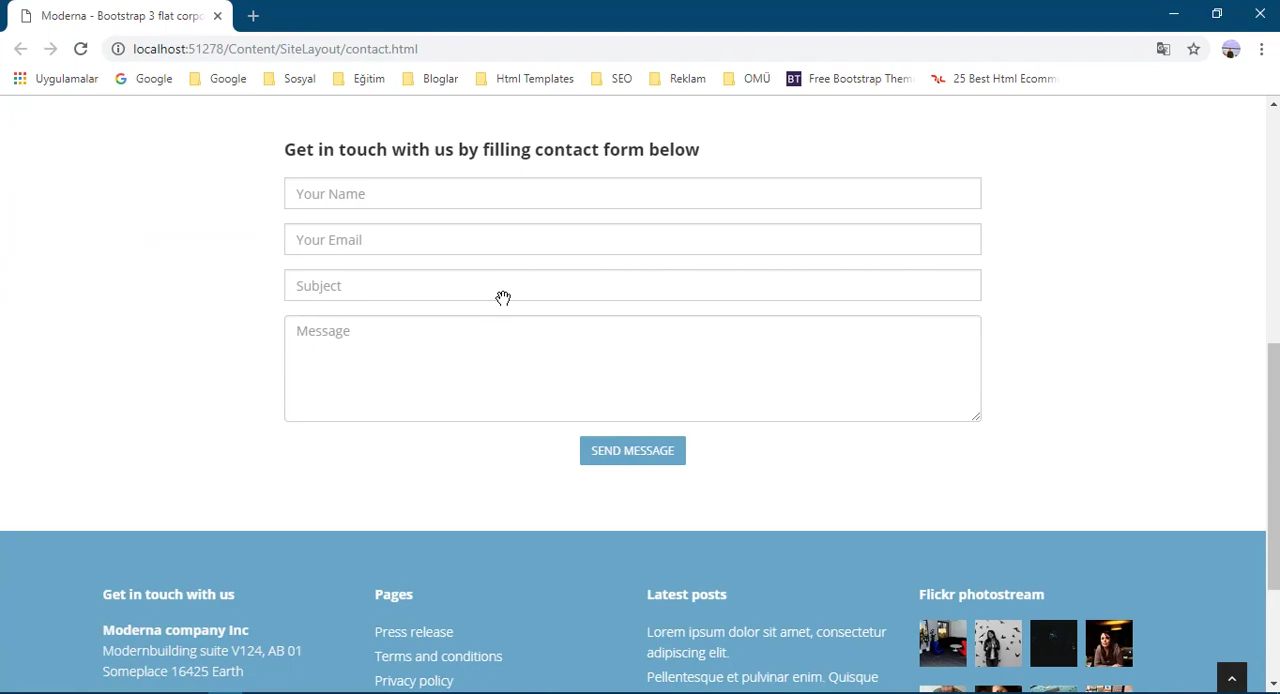 Moderna - Bootstrap 3 flat corpo
localhost:51278/Content/SiteLayout/contact.html
Uygulamalar Google Google Sosyal Eğitim Bloglar Html Templates SEO Reklam OMÜ BT Free Bootstrap Them 25 Best Html Ecomm
Get in touch with us by filling contact form below
Your Name
Your Email
Subject
Message
SEND MESSAGE
Get in touch with us Pages Latest posts Flickr photostream
Moderna company Inc Press release Lorem ipsum dolor sit amet, consectetur
Modernbuilding suite V124, AB 01 Terms and conditions adipiscing elit.
Someplace 16425 Earth Privacy policy Pellentesque et pulvinar enim. Quisque